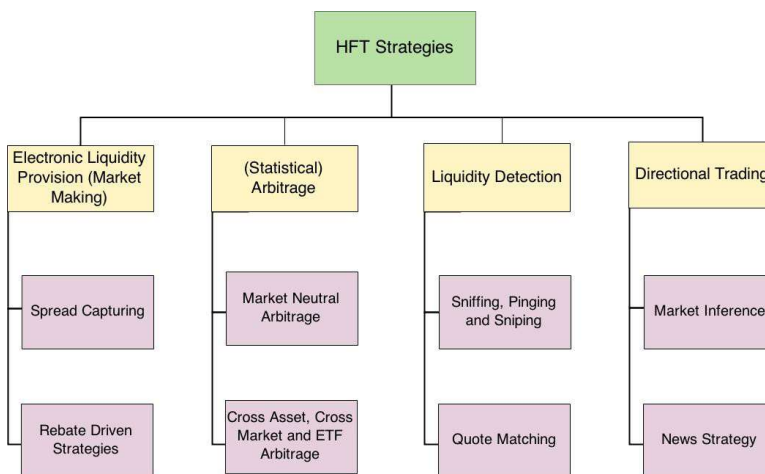 HFT Strategies
Electronic Liquidity
Provision (Market
Making)
(Statistical)
Arbitrage
Liquidity Detection
Directional Trading
Spread Capturing
Market Neutral
Arbitrage
Sniffing, Pinging
and Sniping
Market Inference
Rebate Driven
Strategies
Cross Asset, Cross
Market and ETF
Arbitrage
Quote Matching
News Strategy